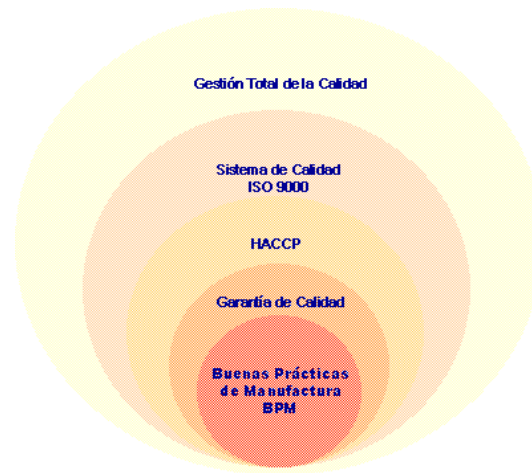 Gestión Total de la Calidad
Sistema de Calidad
ISO 9000
HACCP
Garantía de Calidad
Buenas Prácticas
de Manufactura
BPM